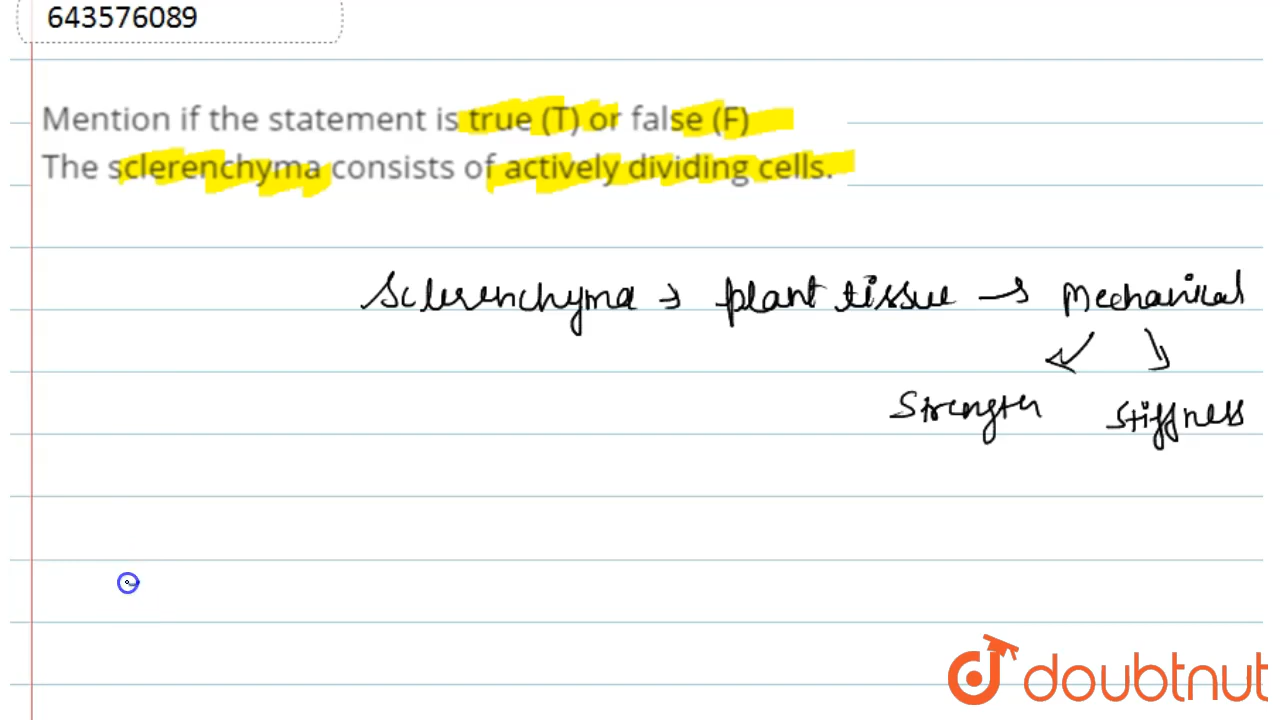 643576089
Mention if the statement is true (T) or false (F)
The sclerenchyma consists of actively dividing cells.
Sclerenchyma → plant tissue → Mechanical
Strength Stiffness
doubtnut